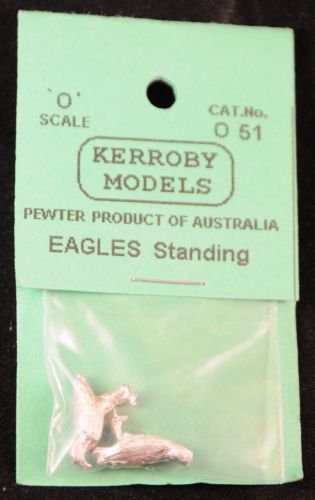 'O'
SCALE
CAT.No.
O 51
KERROBY
MODELS
PEWTER PRODUCT OF AUSTRALIA
EAGLES Standing